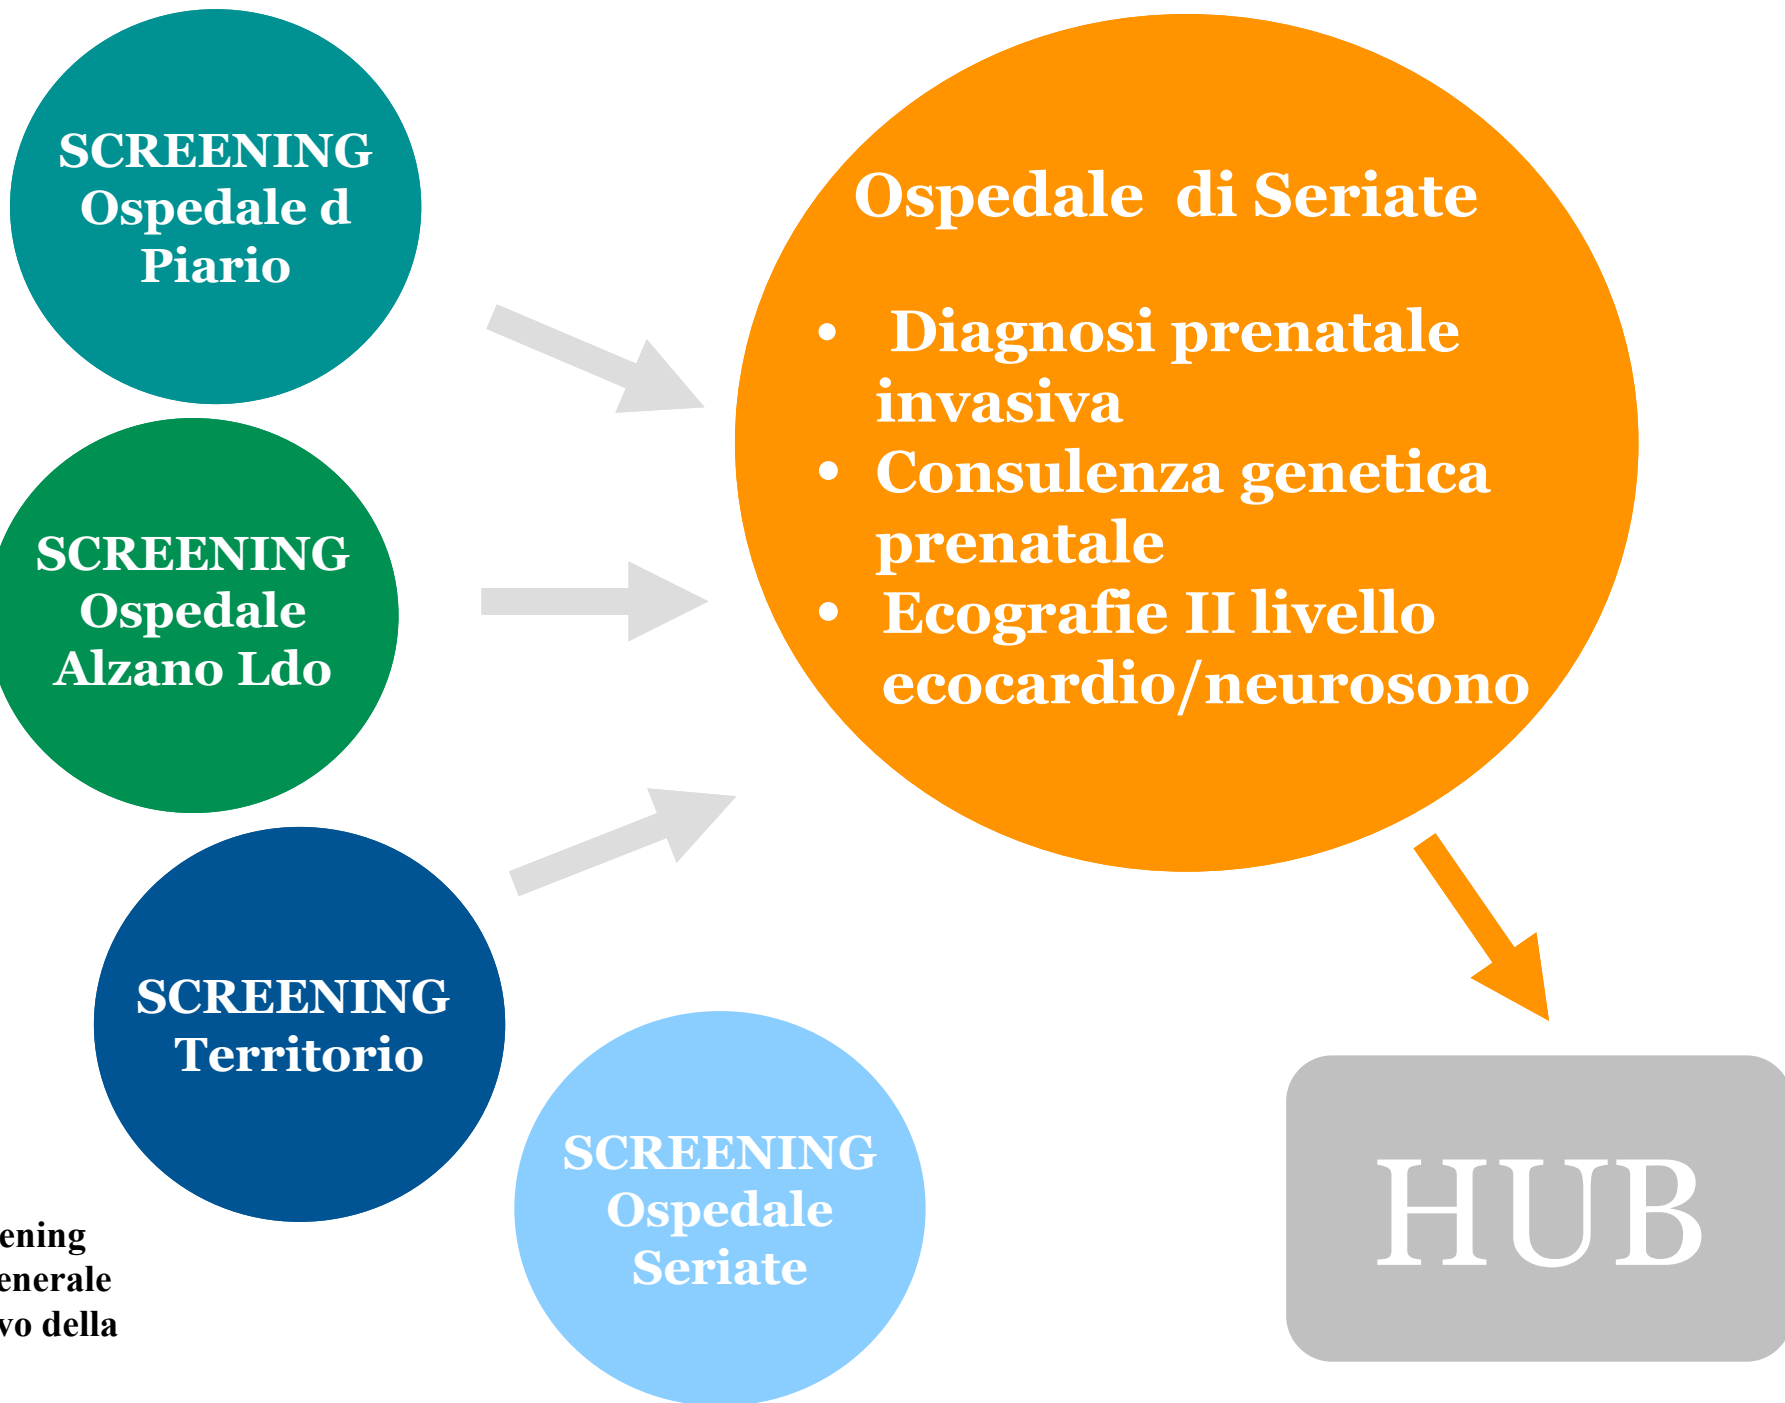 SCREENING
Ospedale d
Piario
SCREENING
Ospedale
Alzano Ldo
SCREENING
Territorio
SCREENING
Ospedale
Seriate
Ospedale di Seriate
• Diagnosi prenatale
invasiva
• Consulenza genetica
prenatale
• Ecografie II livello
ecocardio/neurosono
HUB
ening
enerale
vo della